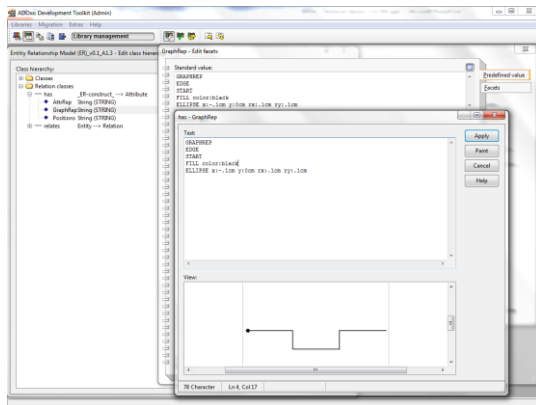 ADOxx Development Toolkit (Admin)
Libraries Migration Extras Help
Library management
Entity Relationship Model (ER)_v0.1_A1.3 - Edit class hierar
Class hierarchy:
Classes
Relation classes
has _ER-construct_ --> Attribute
AttrRep String (STRING)
GraphRep String (STRING)
Positions String (STRING)
relates Entity --> Relation
GraphRep - Edit facets
Standard value:
GRAPHREP
EDGE
START
FILL color:black
ELLIPSE x:-.1cm y:0cm rx:.1cm ry:.1cm
Predefined value
Facets
has - GraphRep
Text:
GRAPHREP
EDGE
START
FILL color:black
ELLIPSE x:-.1cm y:0cm rx:.1cm ry:.1cm
Apply
Paint
Cancel
Help
View:
78 Character Ln 4, Col 17